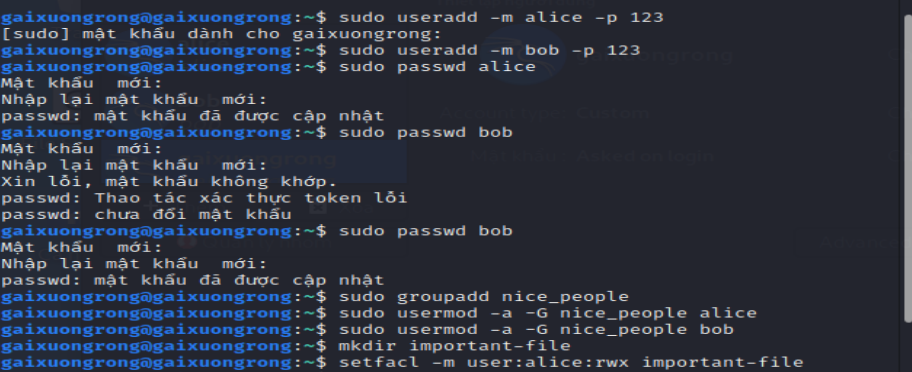 gaixuongrong@gaixuongrong:~$ sudo useradd -m alice -p 123
[sudo] mật khẩu dành cho gaixuongrong:
gaixuongrong@gaixuongrong:~$ sudo useradd -m bob -p 123
gaixuongrong@gaixuongrong:~$ sudo passwd alice
Mật khẩu  mới:
Nhập lại mật khẩu  mới:
passwd: mật khẩu đã được cập nhật
gaixuongrong@gaixuongrong:~$ sudo passwd bob
Mật khẩu  mới:
Nhập lại mật khẩu  mới:
Xin lỗi, mật khẩu không khớp.
passwd: Thao tác xác thực token lỗi
passwd: chưa đổi mật khẩu
gaixuongrong@gaixuongrong:~$ sudo passwd bob
Mật khẩu  mới:
Nhập lại mật khẩu  mới:
passwd: mật khẩu đã được cập nhật
gaixuongrong@gaixuongrong:~$ sudo groupadd nice_people
gaixuongrong@gaixuongrong:~$ sudo usermod -a -G nice_people alice
gaixuongrong@gaixuongrong:~$ sudo usermod -a -G nice_people bob
gaixuongrong@gaixuongrong:~$ mkdir important-file
gaixuongrong@gaixuongrong:~$ setfacl -m user:alice:rwx important-file